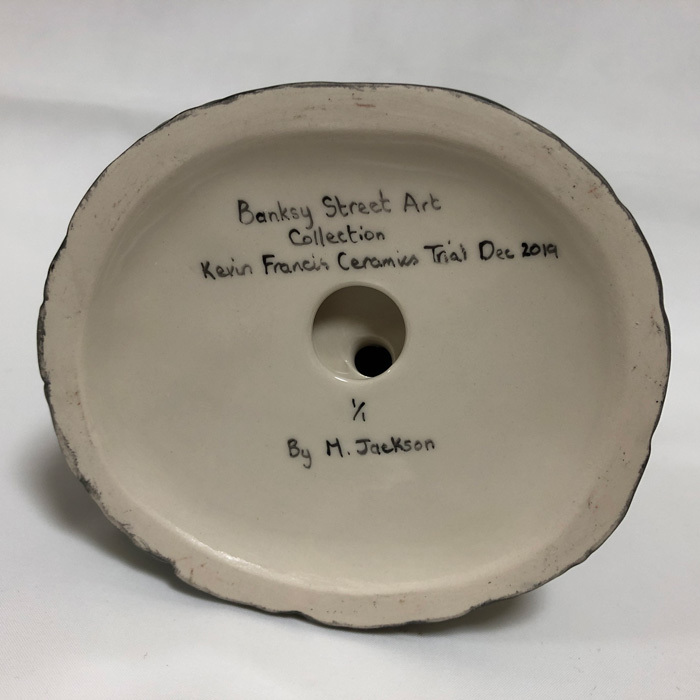 Banksy Street Art
Collection
Kevin Francis Ceramics Trial Dec 2019
1/1
By M. Jackson